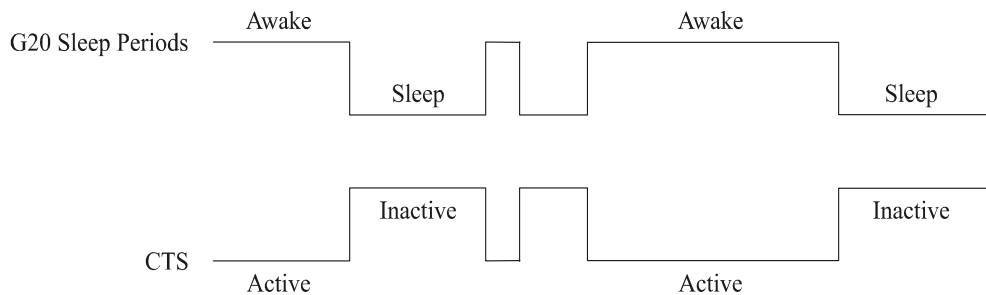 Awake Awake
G20 Sleep Periods
Sleep Sleep
Inactive Inactive
CTS
Active Active